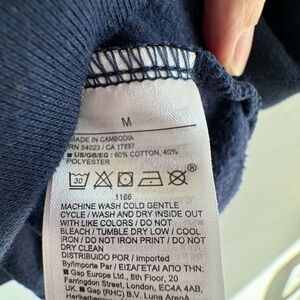 M
MADE IN CAMBODIA
RN 54023 / CA 17897
■ US/GB/EG : 60% COTTON, 40%
POLYESTER
30
1166
MACHINE WASH COLD GENTLE
CYCLE / WASH AND DRY INSIDE OUT
WITH LIKE COLORS / DO NOT
BLEACH / TUMBLE DRY LOW / COOL
IRON / DO NOT IRON PRINT / DO NOT
DRY CLEAN
DISTRIBUIDO POR / Imported
By/Importe Par / ΕΙΣΑΓΕΤΑΙ ΑΠΟ ΤΗΝ:
■ Gap Europe Ltd., 8th Floor, 20
Farringdon Street, London, EC4A 4AB,
UK ■ Gap (RHC) B.V. Luna ArenA